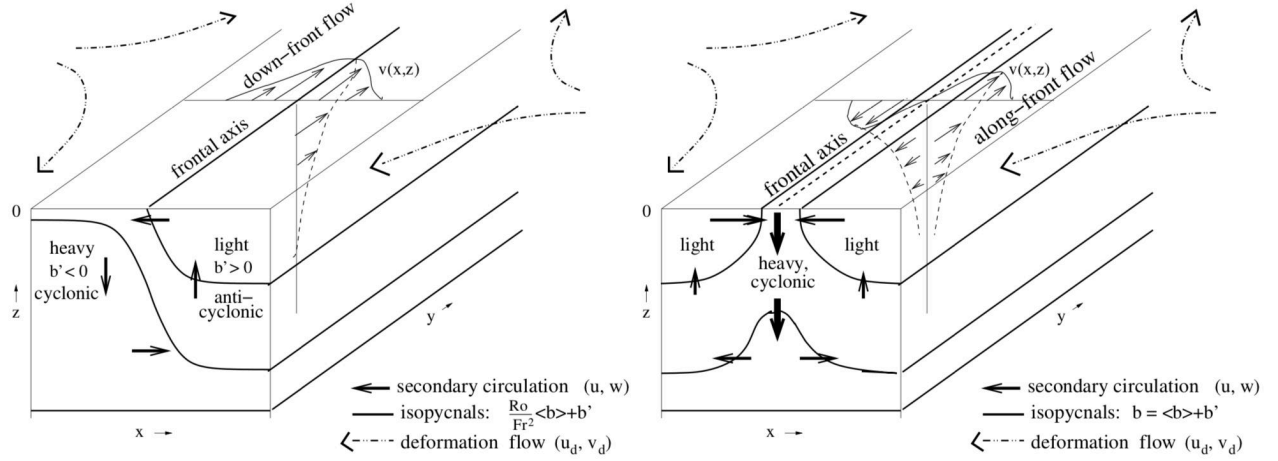 down-front flow
v(x,z)
frontal axis
0
heavy
b'< 0
cyclonic
light
b'> 0
anti-
cyclonic
z
y
x
secondary circulation (u, w)
isopycnals: Ro/Fr² <b>+b'
deformation flow (u_d, v_d)
v(x,z)
along-front flow
frontal axis
0
light
light
heavy,
cyclonic
z
y
x
secondary circulation (u, w)
isopycnals: b = <b>+b'
deformation flow (u_d, v_d)